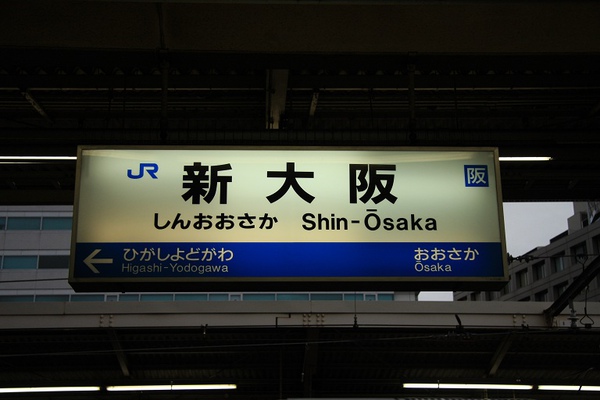 JR 新大阪 阪
しんおおさか Shin-Ōsaka
ひがしよどがわ おおさか
Higashi-Yodogawa Ōsaka